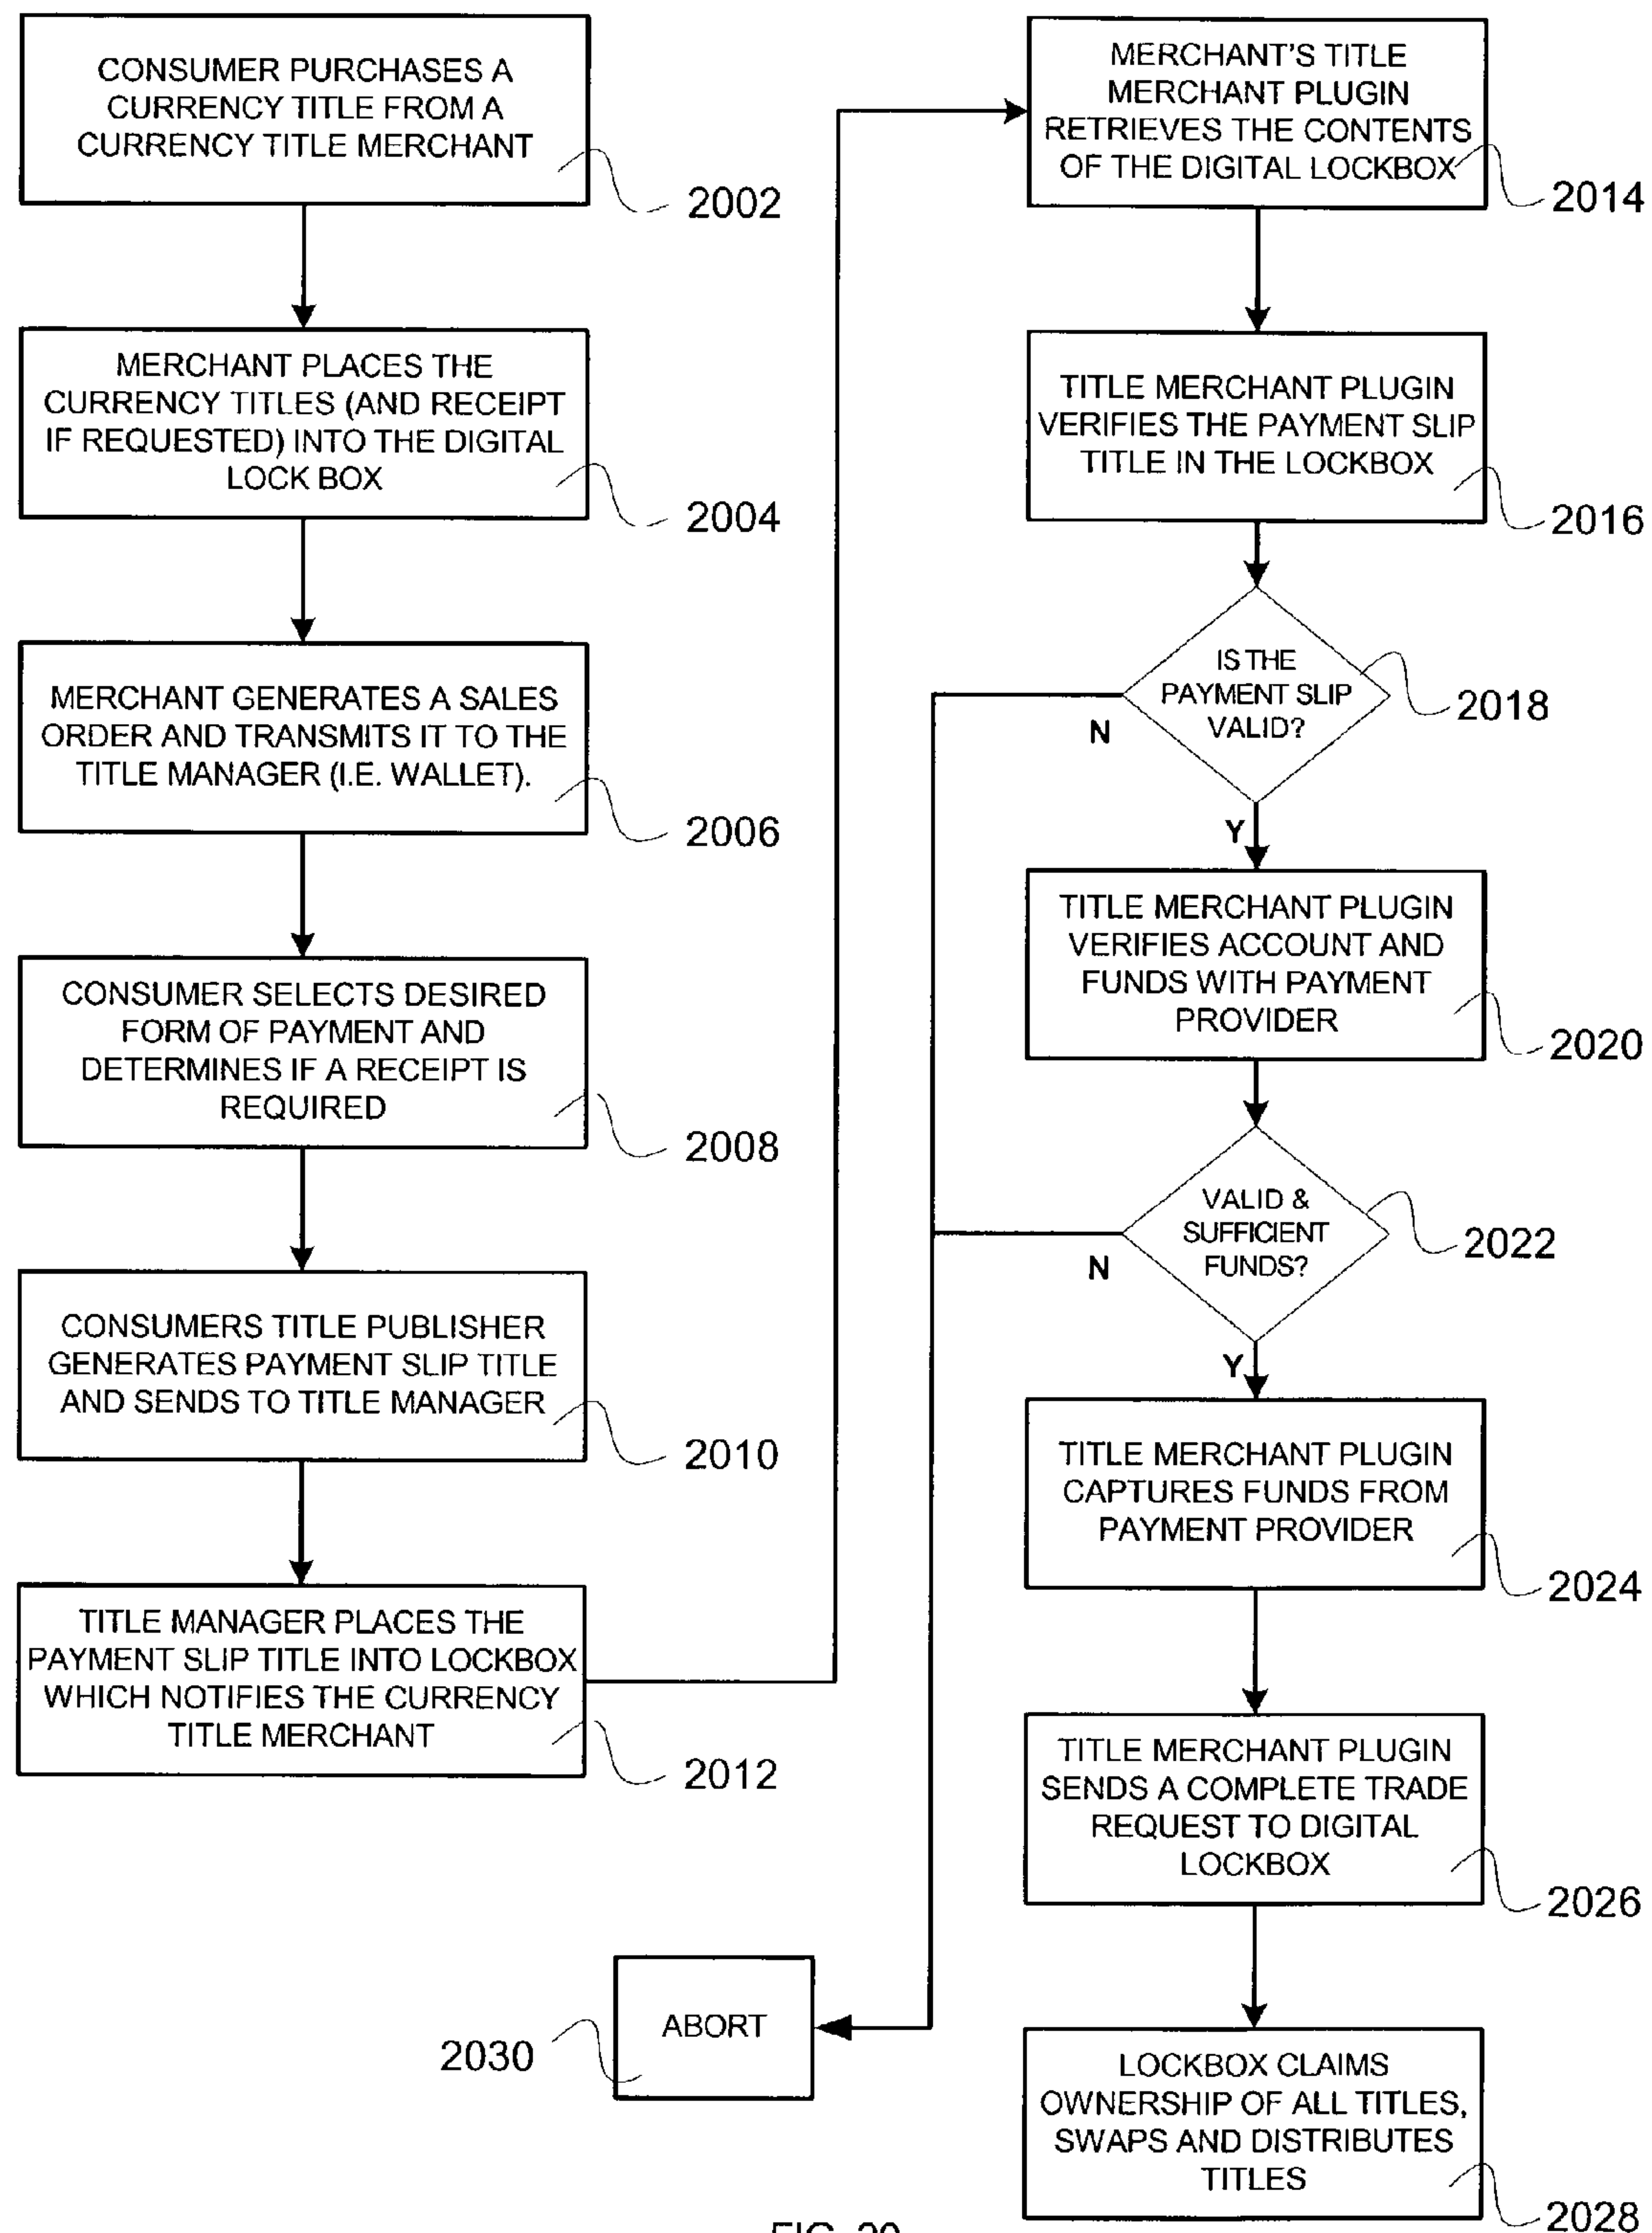 CONSUMER PURCHASES A
CURRENCY TITLE FROM A
CURRENCY TITLE MERCHANT
2002
MERCHANT PLACES THE
CURRENCY TITLES (AND RECEIPT
IF REQUESTED) INTO THE DIGITAL
LOCK BOX
2004
MERCHANT GENERATES A SALES
ORDER AND TRANSMITS IT TO THE
TITLE MANAGER (I.E. WALLET).
2006
CONSUMER SELECTS DESIRED
FORM OF PAYMENT AND
DETERMINES IF A RECEIPT IS
REQUIRED
2008
CONSUMERS TITLE PUBLISHER
GENERATES PAYMENT SLIP TITLE
AND SENDS TO TITLE MANAGER
2010
TITLE MANAGER PLACES THE
PAYMENT SLIP TITLE INTO LOCKBOX
WHICH NOTIFIES THE CURRENCY
TITLE MERCHANT
2012
MERCHANT'S TITLE
MERCHANT PLUGIN
RETRIEVES THE CONTENTS
OF THE DIGITAL LOCKBOX
2014
TITLE MERCHANT PLUGIN
VERIFIES THE PAYMENT SLIP
TITLE IN THE LOCKBOX
2016
IS THE
PAYMENT SLIP
VALID?
2018
N
Y
TITLE MERCHANT PLUGIN
VERIFIES ACCOUNT AND
FUNDS WITH PAYMENT
PROVIDER
2020
VALID &
SUFFICIENT
FUNDS?
2022
N
Y
TITLE MERCHANT PLUGIN
CAPTURES FUNDS FROM
PAYMENT PROVIDER
2024
TITLE MERCHANT PLUGIN
SENDS A COMPLETE TRADE
REQUEST TO DIGITAL
LOCKBOX
2026
ABORT
2030
LOCKBOX CLAIMS
OWNERSHIP OF ALL TITLES,
SWAPS AND DISTRIBUTES
TITLES
2028
FIG. 20